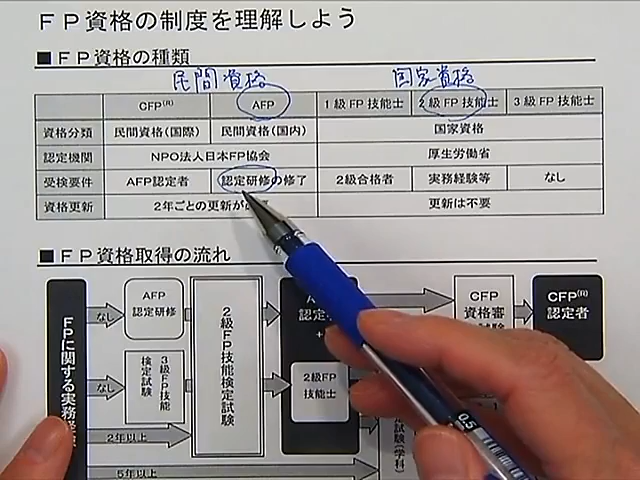 FP資格の制度を理解しよう
■FP資格の種類
民間資格 国家資格
CFP(R) AFP 1級FP技能士 2級FP技能士 3級FP技能士
資格分類 民間資格(国際) 民間資格(国内) 国家資格
認定機関 NPO法人日本FP協会 厚生労働省
受検要件 AFP認定者 認定研修の修了 2級合格者 実務経験等 なし
資格更新 2年ごとの更新が 更新は不要
■FP資格取得の流れ
FPに関する実務経
なし
AFP
認定研修
なし
3級FP技能
検定試験
2年以上
5年以上
2級FP技能検定試験
認定
2級FP
技能士
CFP
資格審
試験
CFP(R)
認定者
試験(学科)
0.5